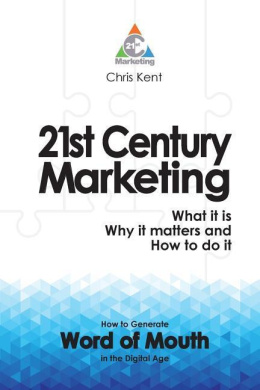 21st
C
Marketing
Chris Kent
21st Century
Marketing
What it is
Why it matters and
How to do it
How to Generate
Word of Mouth
in the Digital Age